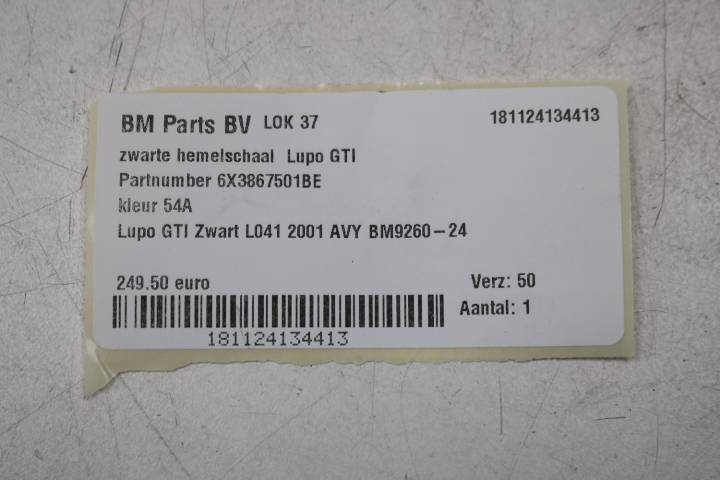 BM Parts BV LOK 37 181124134413
zwarte hemelschaal Lupo GTI
Partnumber 6X3867501BE
kleur 54A
Lupo GTI Zwart L041 2001 AVY BM9260-24
249.50 euro Verz: 50
Aantal: 1
181124134413